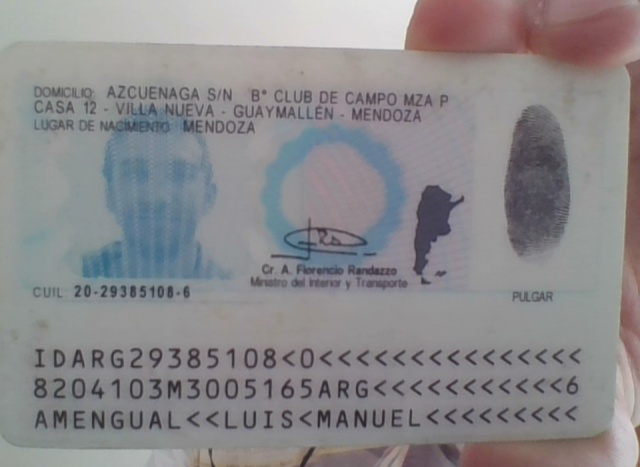 DOMICILIO: AZCUENAGA S/N B° CLUB DE CAMPO MZA P
CASA 12 - VILLA NUEVA - GUAYMALLÉN - MENDOZA
LUGAR DE NACIMIENTO: MENDOZA
Cr. A. Florencio Randazzo
Ministro del Interior y Transporte
CUIL: 20-29385108-6
PULGAR
IDARG29385108<0<<<<<<<<<<<<<<<
8204103M3005165ARG<<<<<<<<<<<6
AMENGUAL<<LUIS<MANUEL<<<<<<<<<